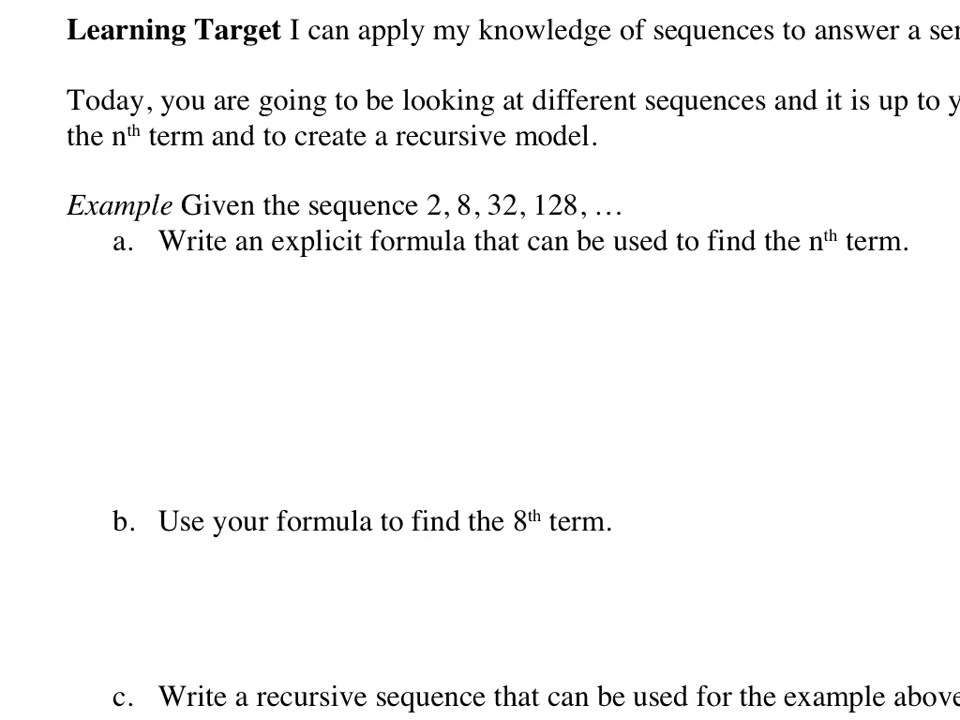 Learning Target I can apply my knowledge of sequences to answer a
Today, you are going to be looking at different sequences and it is up to
the nth term and to create a recursive model.
Example Given the sequence 2, 8, 32, 128, …
a. Write an explicit formula that can be used to find the nth term.
b. Use your formula to find the 8th term.
c. Write a recursive sequence that can be used for the example above